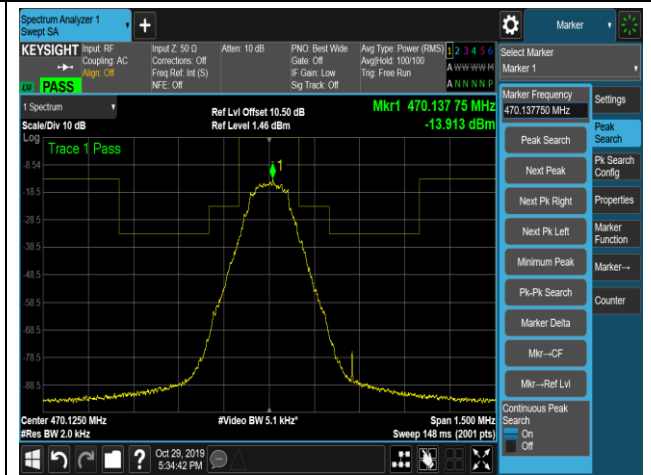 Spectrum Analyzer 1
Swept SA
Marker
KEYSIGHT
Input: RF
Coupling: AC
Align: Off
Input Z: 50 Ω
Corrections: Off
Freq Ref: Int (S)
NFE: Off
Atten: 10 dB
PNO: Best Wide
Gate: Off
IF Gain: Low
Sig Track: Off
Avg Type: Power (RMS)
Avg|Hold: 100/100
Trig: Free Run
1 2 3 4 5 6
A W W W W M
A N N N N P
PASS
Select Marker
Marker 1
1 Spectrum
Scale/Div 10 dB
Ref Lvl Offset 10.50 dB
Ref Level 1.46 dBm
Mkr1 470.137 75 MHz
-13.913 dBm
Log
Trace 1 Pass
1
-8.54
-18.5
-28.5
-38.5
-48.5
-58.5
-68.5
-78.5
-88.5
Center 470.1250 MHz
#Res BW 2.0 kHz
#Video BW 5.1 kHz*
Span 1.500 MHz
Sweep 148 ms (2001 pts)
Marker Frequency
470.137750 MHz
Peak Search
Next Peak
Next Pk Right
Next Pk Left
Minimum Peak
Pk-Pk Search
Marker Delta
Mkr→CF
Mkr→Ref Lvl
Continuous Peak
Search
On
Off
Settings
Peak
Search
Pk Search
Config
Properties
Marker
Function
Marker→
Counter
?
Oct 29, 2019
5:34:42 PM